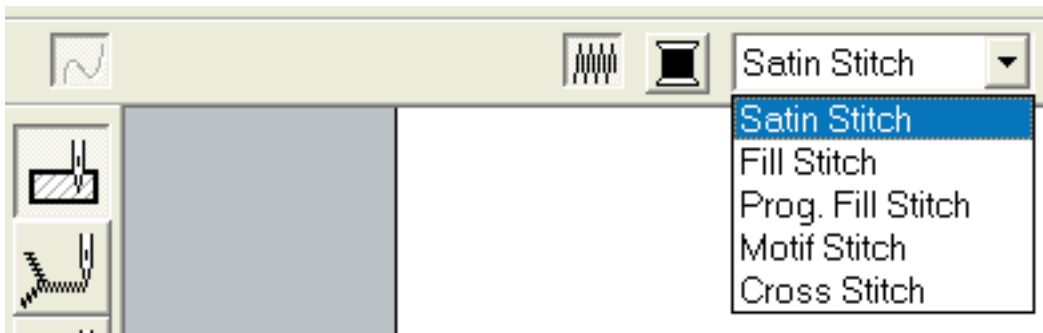 Satin Stitch
Satin Stitch
Fill Stitch
Prog. Fill Stitch
Motif Stitch
Cross Stitch